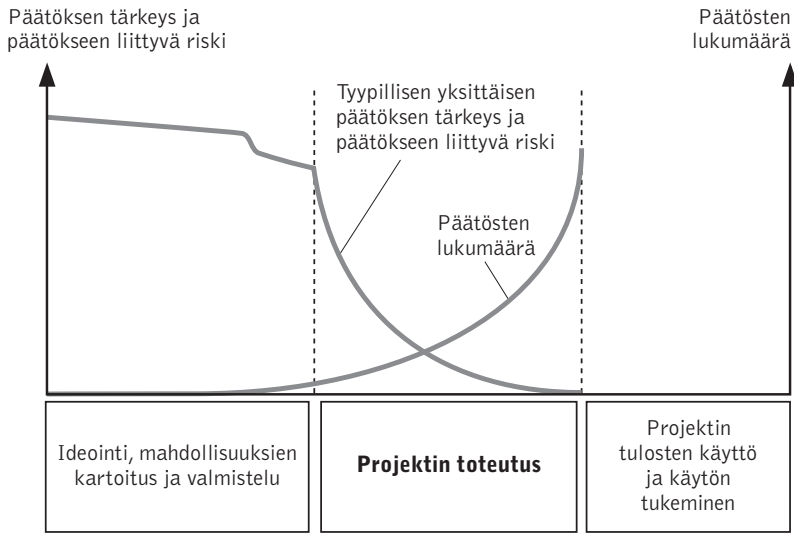 Päätöksen tärkeys ja
päätökseen liittyvä riski
Päätösten
lukumäärä
Tyypillisen yksittäisen
päätöksen tärkeys ja
päätökseen liittyvä riski
Päätösten
lukumäärä
Ideointi, mahdollisuuksien
kartoitus ja valmistelu
Projektin toteutus
Projektin
tulosten käyttö
ja käytön
tukeminen